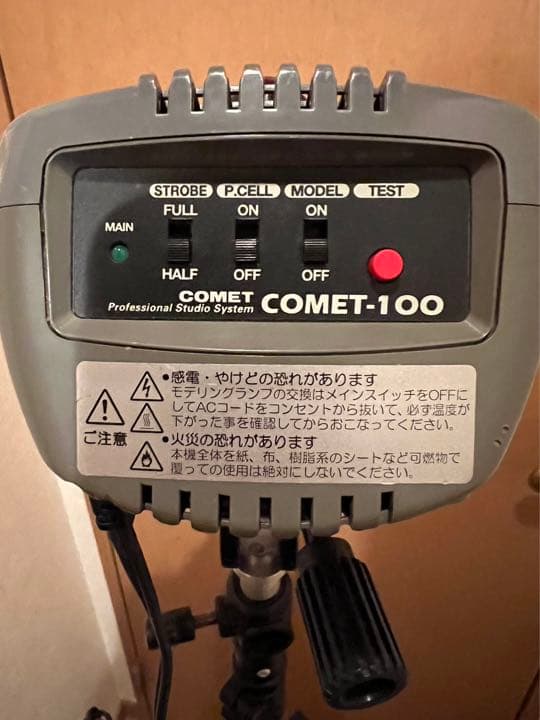 STROBE P.CELL MODEL TEST
FULL ON ON
MAIN
HALF OFF OFF
COMET
Professional Studio System COMET-100
●感電・やけどの恐れがあります
モデリングランプの交換はメインスイッチをOFFに
してACコードをコンセントから抜いて、必ず温度が
下がった事を確認してからおこなってください。
ご注意
●火災の恐れがあります
本機全体を紙、布、樹脂系のシートなど可燃物で
覆っての使用は絶対にしないでください。